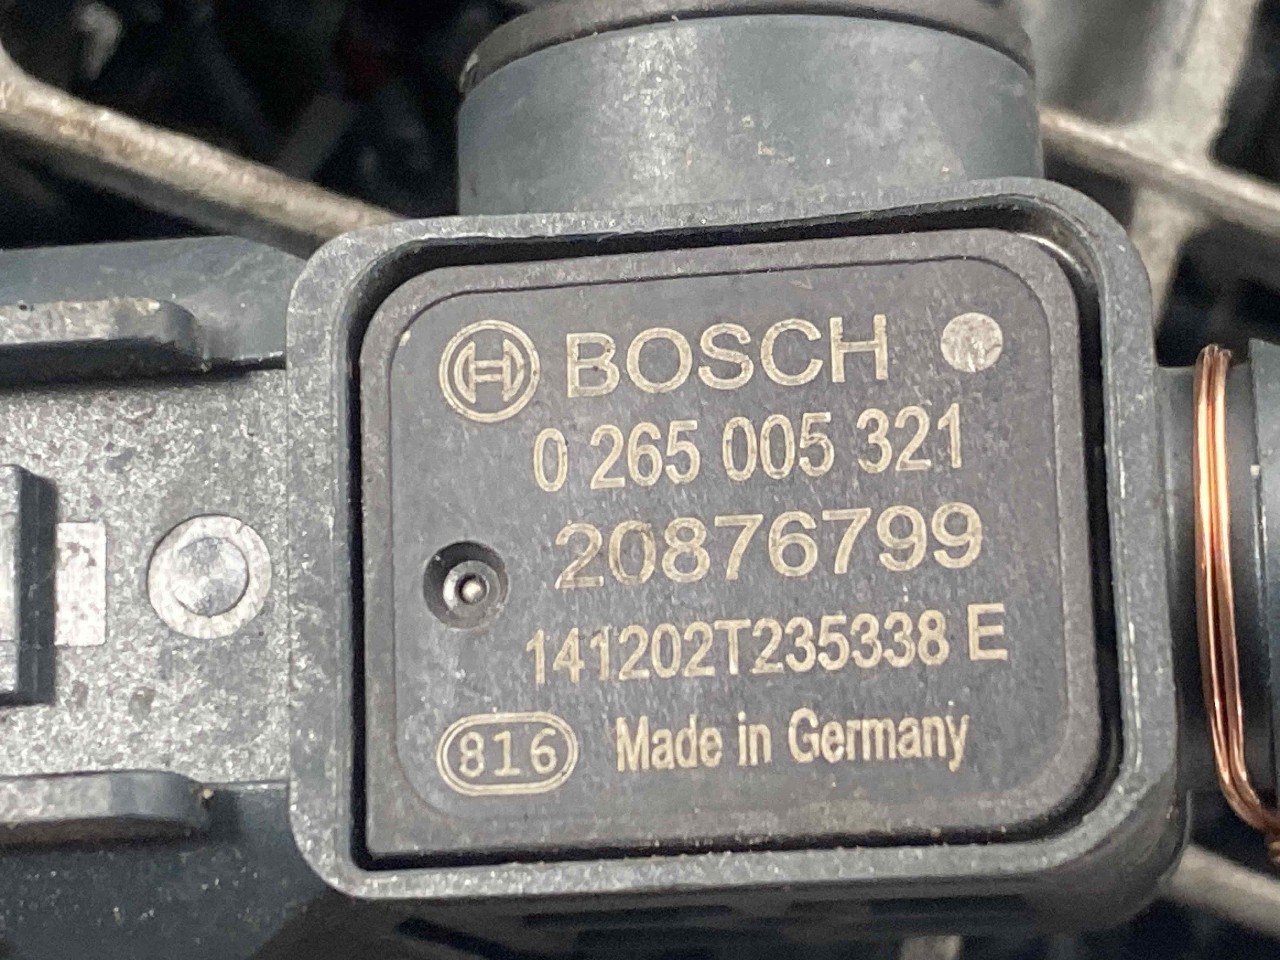 BOSCH
0 265 005 321
20876799
141202T235338 E
816 Made in Germany